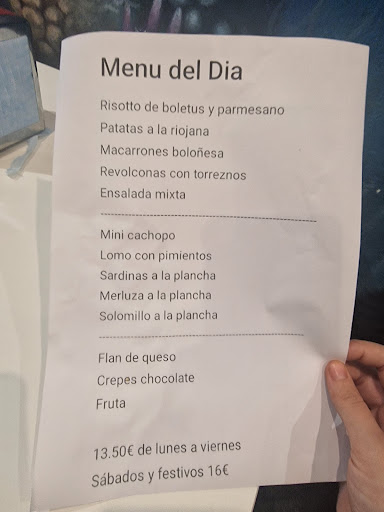 Menu del Dia
Risotto de boletus y parmesano
Patatas a la riojana
Macarrones boloñesa
Revolconas con torreznos
Ensalada mixta
Mini cachopo
Lomo con pimientos
Sardinas a la plancha
Merluza a la plancha
Solomillo a la plancha
Flan de queso
Crepes chocolate
Fruta
13.50€ de lunes a viernes
Sábados y festivos 16€